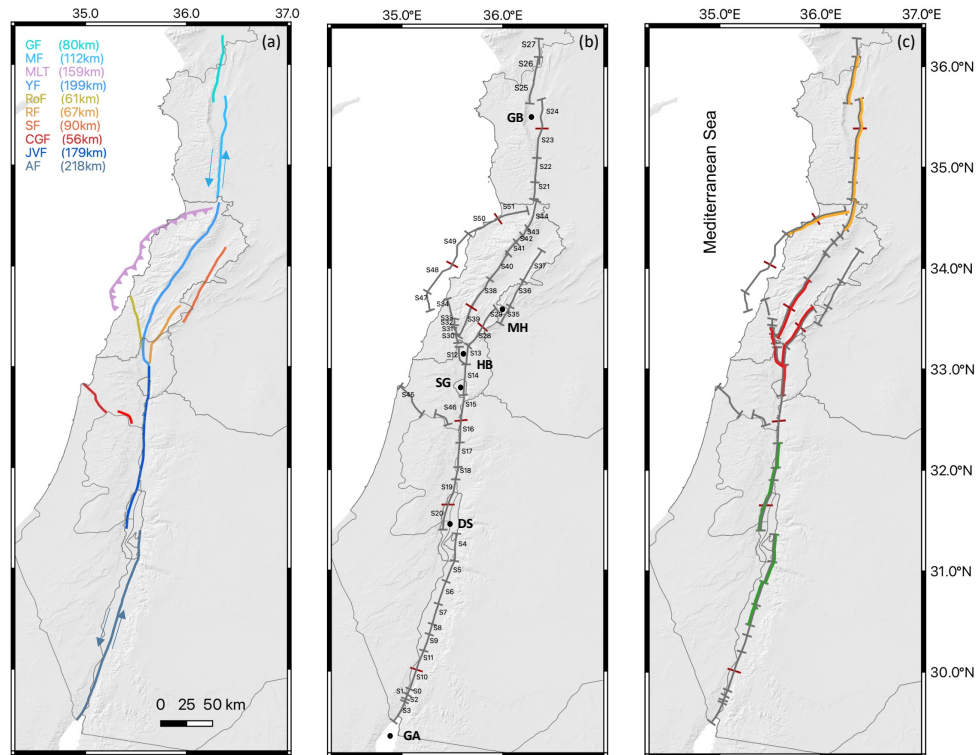 35.0°E 36.0°E 37.0°E
(a)
GF (80km)
MF (112km)
MLT (159km)
YF (199km)
RoF (61km)
RF (67km)
SF (90km)
CGF (56km)
JVF (179km)
AF (218km)
0 25 50 km
35.0°E 36.0°E
(b)
S27
S26
S25
S24
GB
S23
S22
S21
S51
S50
S44
S43
S42
S49
S41
S40
S37
S48
S38
S36
S47
S34
S39
S29
S35
S33
S32
MH
S31
S30
S28
S12
S13
HB
S14
SG
S45
S46
S15
S16
S17
S18
S19
S20
DS
S4
S5
S6
S7
S8
S9
S11
S10
S1
S0
S2
S3
GA
35.0°E 36.0°E 37.0°E
(c)
Mediterranean Sea
36.0°N
35.0°N
34.0°N
33.0°N
32.0°N
31.0°N
30.0°N